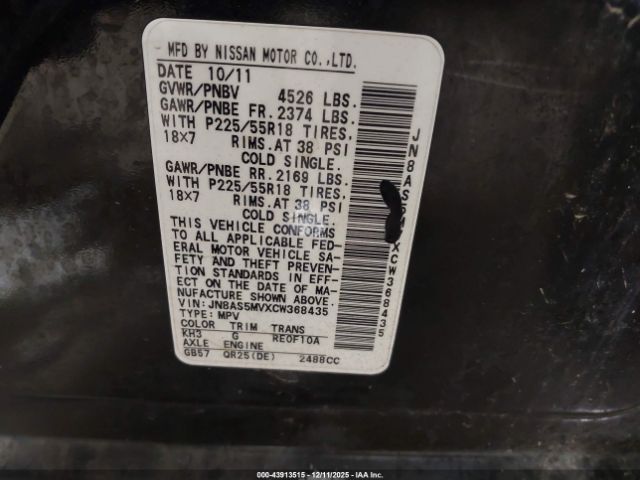 MFD BY NISSAN MOTOR CO.,LTD.
DATE 10/11
GVWR/PNBV 4526 LBS.
GAWR/PNBE FR. 2374 LBS.
WITH P225/55R18 TIRES.
18X7 RIMS. AT 38 PSI
COLD SINGLE.
GAWR/PNBE RR. 2169 LBS.
WITH P225/55R18 TIRES.
18X7 RIMS. AT 38 PSI
COLD SINGLE.
THIS VEHICLE CONFORMS
TO ALL APPLICABLE FED-
ERAL MOTOR VEHICLE SA-
FETY AND THEFT PREVEN-
TION STANDARDS IN EFF-
ECT ON THE DATE OF MA-
NUFACTURE SHOWN ABOVE.
VIN: JN8AS5MVXCW368435
TYPE: MPV
COLOR TRIM TRANS
KH3 G RE0F10A
AXLE ENGINE
GB57 QR25(DE) 2488CC
000-43913515 - 12/11/2025 - IAAI.COM